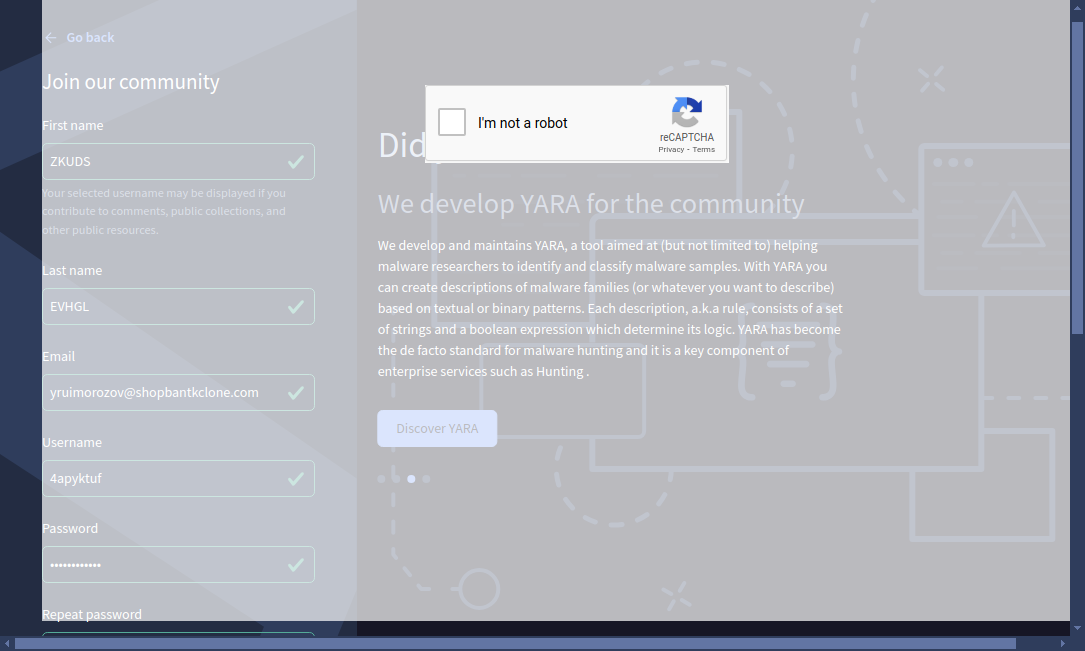 Go back
Join our community
First name
ZKUDS
Your selected username may be displayed if you
contribute to comments, public collections, and
other public resources.
Last name
EVHGL
Email
yruimorozov@shopbantkclone.com
Username
4apyktuf
Password
••••••••••••
Repeat password
I'm not a robot
reCAPTCHA
Privacy - Terms
Did
We develop YARA for the community
We develop and maintains YARA, a tool aimed at (but not limited to) helping
malware researchers to identify and classify malware samples. With YARA you
can create descriptions of malware families (or whatever you want to describe)
based on textual or binary patterns. Each description, a.k.a rule, consists of a set
of strings and a boolean expression which determine its logic. YARA has become
the de facto standard for malware hunting and it is a key component of
enterprise services such as Hunting .
Discover YARA